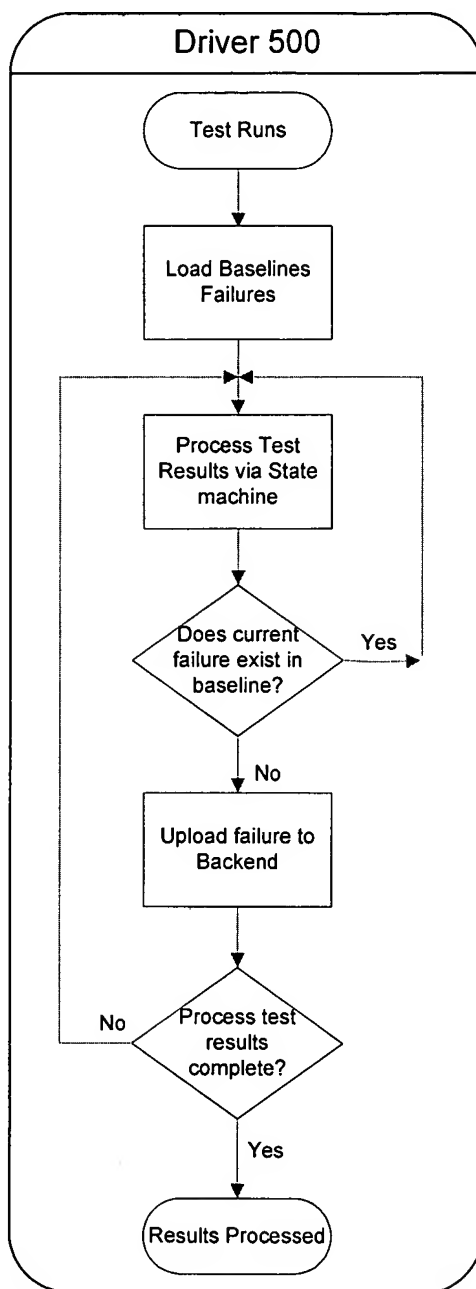 Driver 500
Test Runs
Load Baselines
Failures
Process Test
Results via State
machine
Does current
failure exist in
baseline?
Yes
No
Upload failure to
Backend
No
Process test
results
complete?
Yes
Results Processed